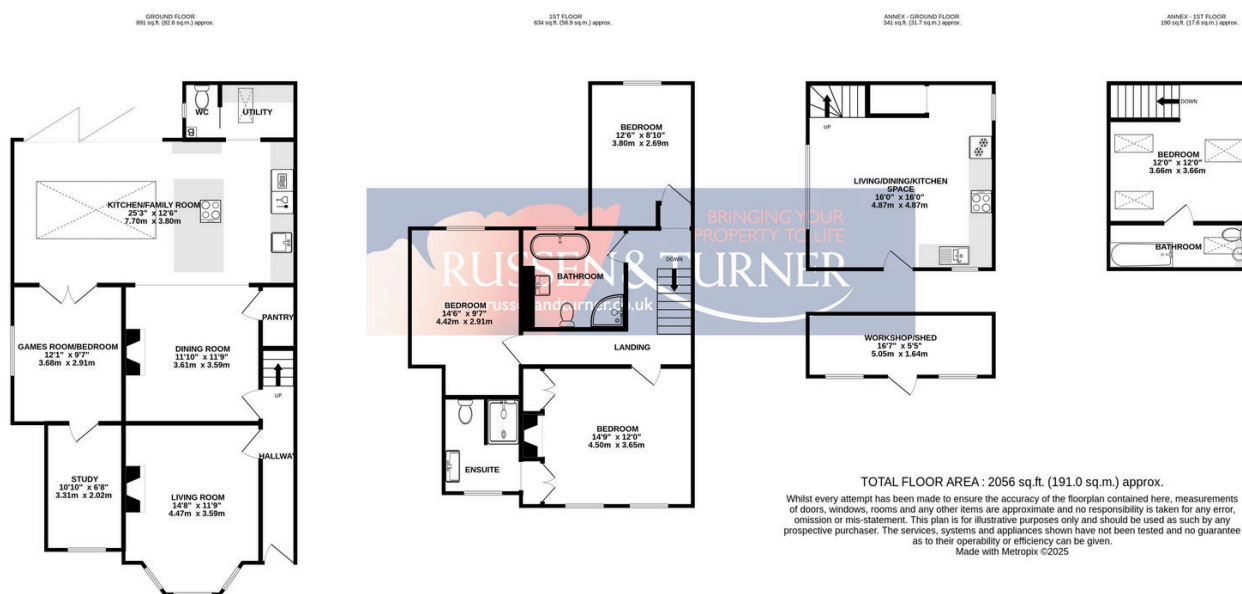 GROUND FLOOR
891 sq.ft. (82.8 sq.m.) approx.
1ST FLOOR
634 sq.ft. (58.9 sq.m.) approx.
ANNEX - GROUND FLOOR
341 sq.ft. (31.7 sq.m.) approx.
ANNEX - 1ST FLOOR
190 sq.ft. (17.6 sq.m.) approx.
WC
UTILITY
KITCHEN/FAMILY ROOM
25'3" x 12'6"
7.70m x 3.80m
GAMES ROOM/BEDROOM
12'1" x 9'7"
3.68m x 2.91m
DINING ROOM
11'10" x 11'9"
3.61m x 3.59m
PANTRY
UP
HALLWAY
STUDY
10'10" x 6'8"
3.31m x 2.02m
LIVING ROOM
14'8" x 11'9"
4.47m x 3.59m
BEDROOM
12'6" x 8'10"
3.80m x 2.69m
BATHROOM
DOWN
BEDROOM
14'6" x 9'7"
4.42m x 2.91m
LANDING
BEDROOM
14'9" x 12'0"
4.50m x 3.65m
ENSUITE
BRINGING YOUR
PROPERTY TO LIFE
RUSSEN & TURNER
russenandturner.co.uk
UP
LIVING/DINING/KITCHEN
SPACE
16'0" x 16'0"
4.87m x 4.87m
WORKSHOP/SHED
16'7" x 5'5"
5.05m x 1.64m
DOWN
BEDROOM
12'0" x 12'0"
3.66m x 3.66m
BATHROOM
TOTAL FLOOR AREA : 2056 sq.ft. (191.0 sq.m.) approx.
Whilst every attempt has been made to ensure the accuracy of the floorplan contained here, measurements
of doors, windows, rooms and any other items are approximate and no responsibility is taken for any error,
omission or mis-statement. This plan is for illustrative purposes only and should be used as such by any
prospective purchaser. The services, systems and appliances shown have not been tested and no guarantee
as to their operability or efficiency can be given.
Made with Metropix ©2025